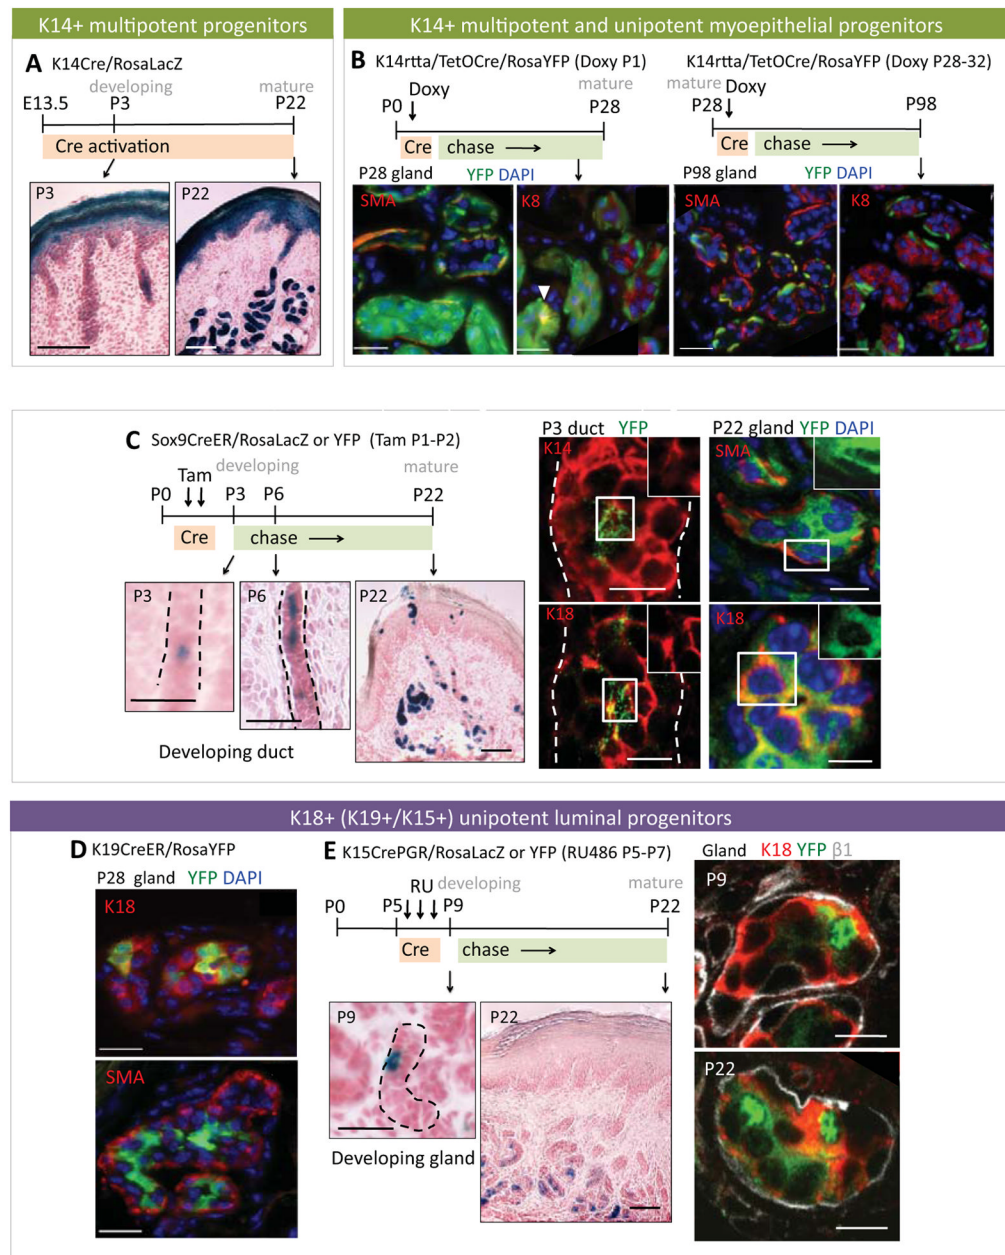 K14+ multipotent progenitors
A K14Cre/RosaLacZ
developing mature
E13.5 P3 P22
Cre activation
P3 P22
K14+ multipotent and unipotent myoepithelial progenitors
B K14rtta/TetOCre/RosaYFP (Doxy P1)
mature
P0 Doxy P28
Cre chase
P28 gland YFP DAPI
SMA K8
K14rtta/TetOCre/RosaYFP (Doxy P28-32)
mature
P28 Doxy P98
Cre chase
P98 gland YFP DAPI
SMA K8
C Sox9CreER/RosaLacZ or YFP (Tam P1-P2)
developing mature
P0 Tam P3 P6 P22
Cre chase
P3 P6 P22
Developing duct
P3 duct YFP
K14
K18
P22 gland YFP DAPI
SMA
K18
K18+ (K19+/K15+) unipotent luminal progenitors
D K19CreER/RosaYFP
P28 gland YFP DAPI
K18
SMA
E K15CrePGR/RosaLacZ or YFP (RU486 P5-P7)
RU developing mature
P0 P5 P9 P22
Cre chase
P9 P22
Developing gland
Gland K18 YFP β1
P9
P22